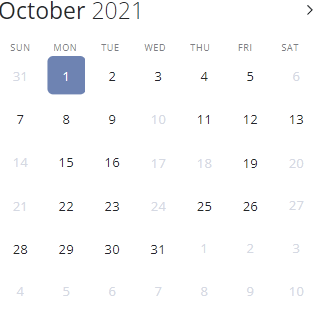 October 2021
SUN MON TUE WED THU FRI SAT
31 1 2 3 4 5 6
7 8 9 10 11 12 13
14 15 16 17 18 19 20
21 22 23 24 25 26 27
28 29 30 31 1 2 3
4 5 6 7 8 9 10